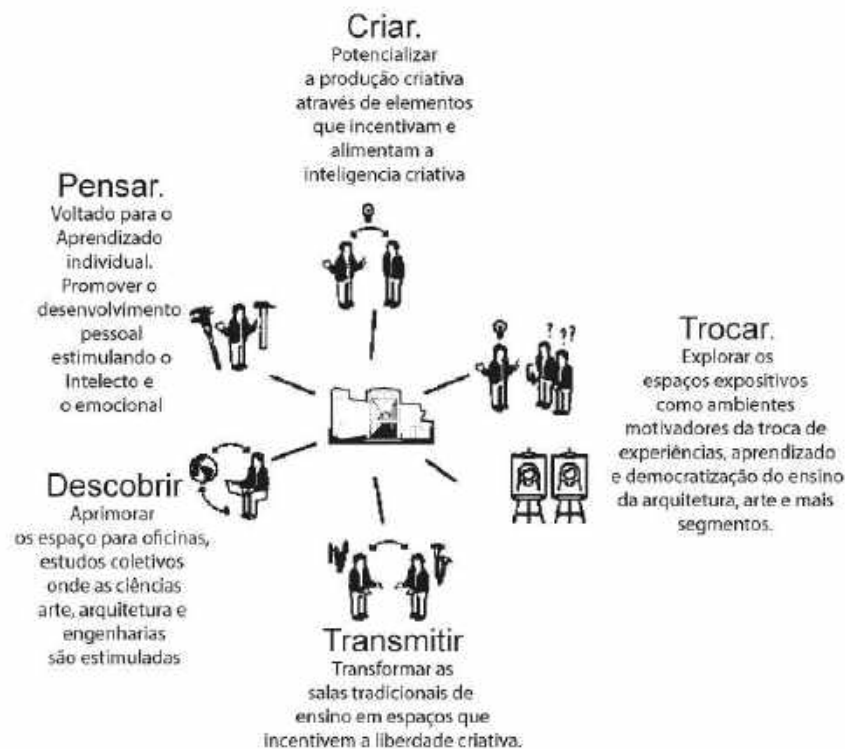 Criar.
Potencializar
a produção criativa
através de elementos
que incentivam e
alimentam a
inteligencia criativa
Pensar.
Voltado para o
Aprendizado
individual.
Promover o
desenvolvimento
pessoal
estimulando o
Intelecto e
o emocional
? ??
Trocar.
Explorar os
espaços expositivos
como ambientes
motivadores da troca de
experiências, aprendizado
e democratização do ensino
da arquitetura, arte e mais
segmentos.
Descobrir
Aprimorar
os espaço para oficinas,
estudos coletivos
onde as ciências
arte, arquitetura e
engenharias
são estimuladas
Transmitir
Transformar as
salas tradicionais de
ensino em espaços que
incentivem a liberdade criativa.